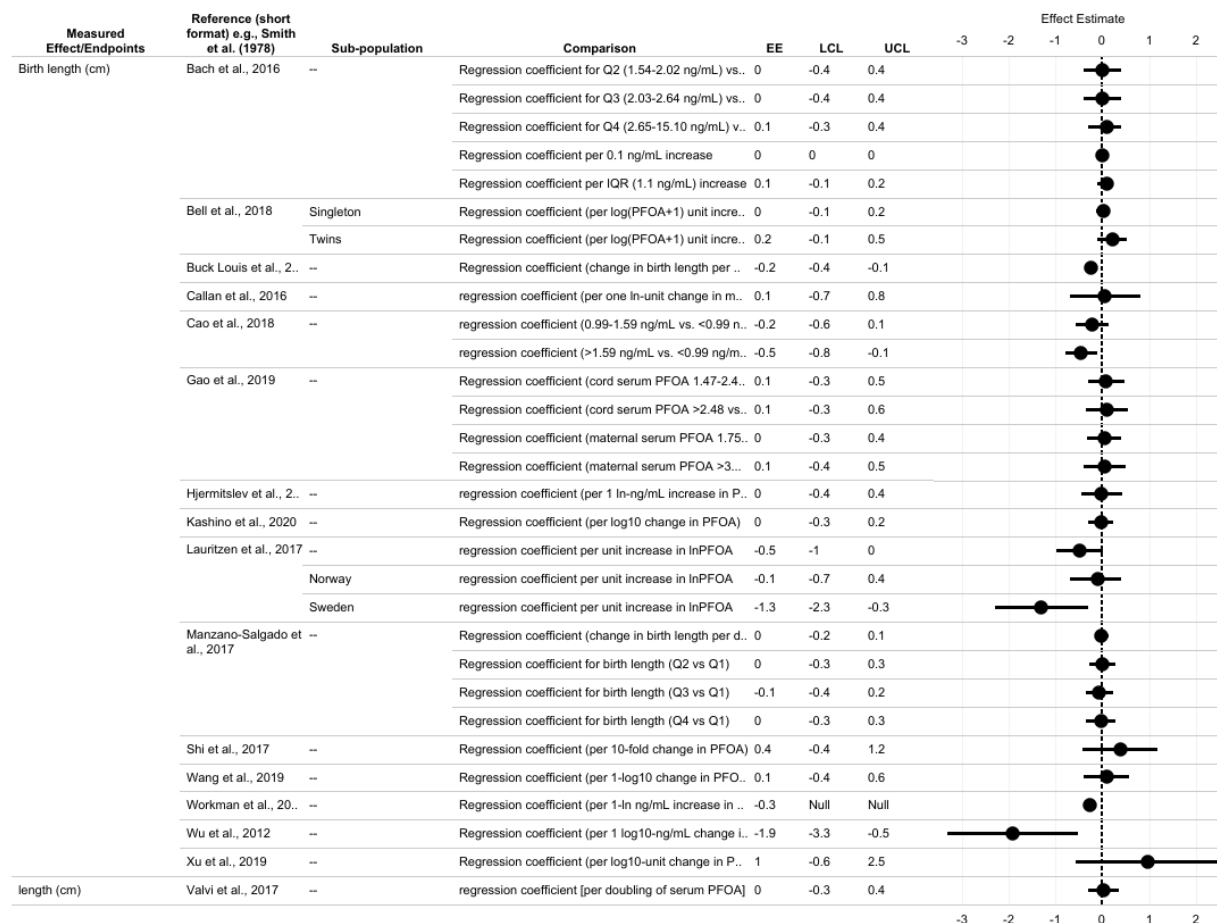 Measured Effect/Endpoints Reference (short format) e.g., Smith et al. (1978) Sub-population Comparison EE LCL UCL Effect Estimate
-3 -2 -1 0 1 2
Birth length (cm) Bach et al., 2016 -- Regression coefficient for Q2 (1.54-2.02 ng/mL) vs.. 0 -0.4 0.4
Regression coefficient for Q3 (2.03-2.64 ng/mL) vs.. 0 -0.4 0.4
Regression coefficient for Q4 (2.65-15.10 ng/mL) v.. 0.1 -0.3 0.4
Regression coefficient per 0.1 ng/mL increase 0 0 0
Regression coefficient per IQR (1.1 ng/mL) increase 0.1 -0.1 0.2
Bell et al., 2018 Singleton Regression coefficient (per log(PFOA+1) unit incre.. 0 -0.1 0.2
Twins Regression coefficient (per log(PFOA+1) unit incre.. 0.2 -0.1 0.5
Buck Louis et al., 2.. -- Regression coefficient (change in birth length per .. -0.2 -0.4 -0.1
Callan et al., 2016 -- regression coefficient (per one ln-unit change in m.. 0.1 -0.7 0.8
Cao et al., 2018 -- regression coefficient (0.99-1.59 ng/mL vs. <0.99 n.. -0.2 -0.6 0.1
regression coefficient (>1.59 ng/mL vs. <0.99 ng/m.. -0.5 -0.8 -0.1
Gao et al., 2019 -- Regression coefficient (cord serum PFOA 1.47-2.4.. 0.1 -0.3 0.5
Regression coefficient (cord serum PFOA >2.48 vs.. 0.1 -0.3 0.6
Regression coefficient (maternal serum PFOA 1.75.. 0 -0.3 0.4
Regression coefficient (maternal serum PFOA >3... 0.1 -0.4 0.5
Hjermitslev et al., 2.. -- regression coefficient (per 1 ln-ng/mL increase in P.. 0 -0.4 0.4
Kashino et al., 2020 -- Regression coefficient (per log10 change in PFOA) 0 -0.3 0.2
Lauritzen et al., 2017 -- regression coefficient per unit increase in lnPFOA -0.5 -1 0
Norway regression coefficient per unit increase in lnPFOA -0.1 -0.7 0.4
Sweden regression coefficient per unit increase in lnPFOA -1.3 -2.3 -0.3
Manzano-Salgado et al., 2017 -- Regression coefficient (change in birth length per d.. 0 -0.2 0.1
Regression coefficient for birth length (Q2 vs Q1) 0 -0.3 0.3
Regression coefficient for birth length (Q3 vs Q1) -0.1 -0.4 0.2
Regression coefficient for birth length (Q4 vs Q1) 0 -0.3 0.3
Shi et al., 2017 -- Regression coefficient (per 10-fold change in PFOA) 0.4 -0.4 1.2
Wang et al., 2019 -- Regression coefficient (per 1-log10 change in PFO.. 0.1 -0.4 0.6
Workman et al., 20.. -- Regression coefficient (per 1-ln ng/mL increase in .. -0.3 Null Null
Wu et al., 2012 -- Regression coefficient (per 1 log10-ng/mL change i.. -1.9 -3.3 -0.5
Xu et al., 2019 -- Regression Coefficient (per log10-unit change in P.. 1 -0.6 2.5
length (cm) Valvi et al., 2017 -- regression coefficient [per doubling of serum PFOA] 0 -0.3 0.4
-3 -2 -1 0 1 2